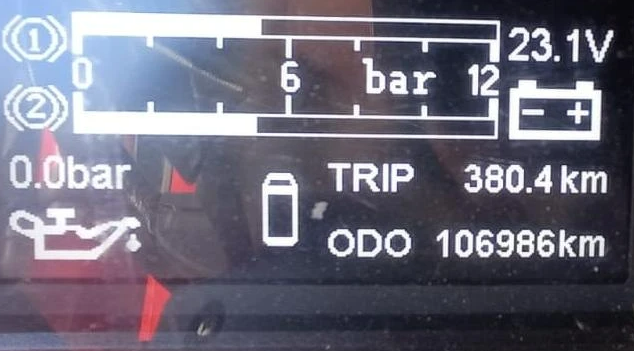 1 23.1V
0 6 bar 12
2 - +
0.0bar TRIP 380.4km
ODO 106986km